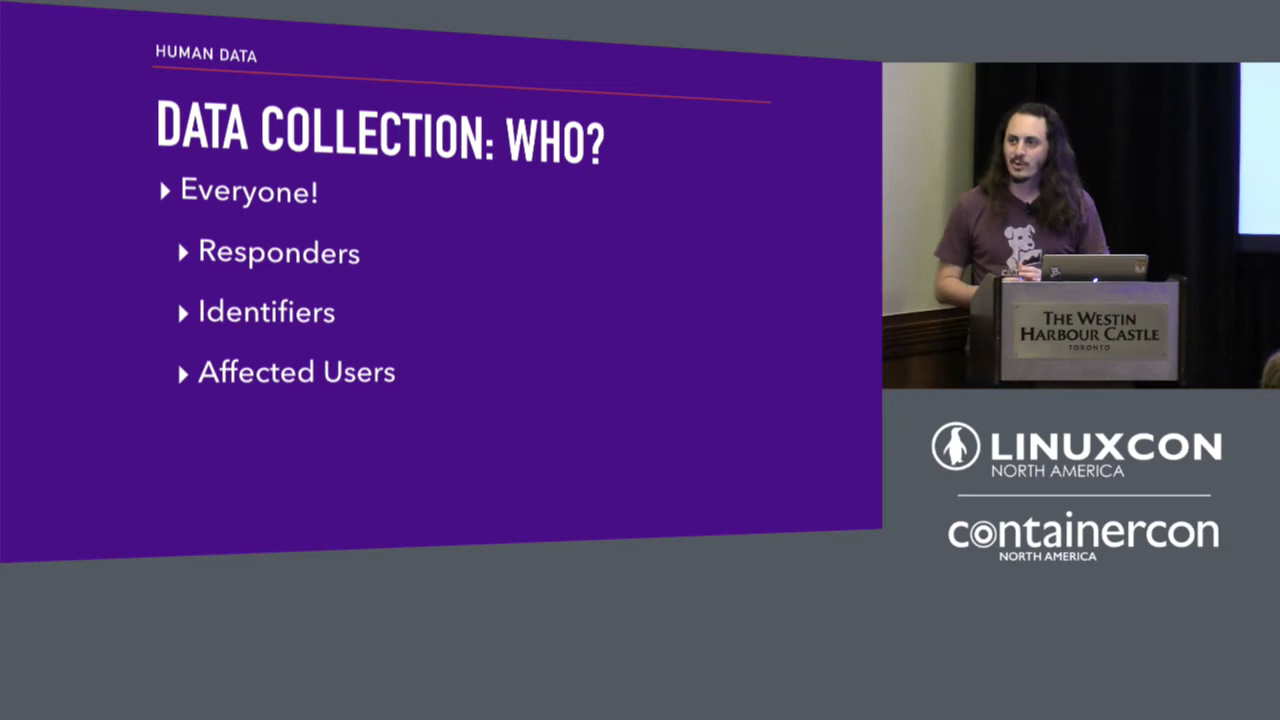 HUMAN DATA
DATA COLLECTION: WHO?
Everyone!
Responders
Identifiers
Affected Users
THE WESTIN
HARBOUR CASTLE
TORONTO
LINUXCON
NORTH AMERICA
containercon
NORTH AMERICA